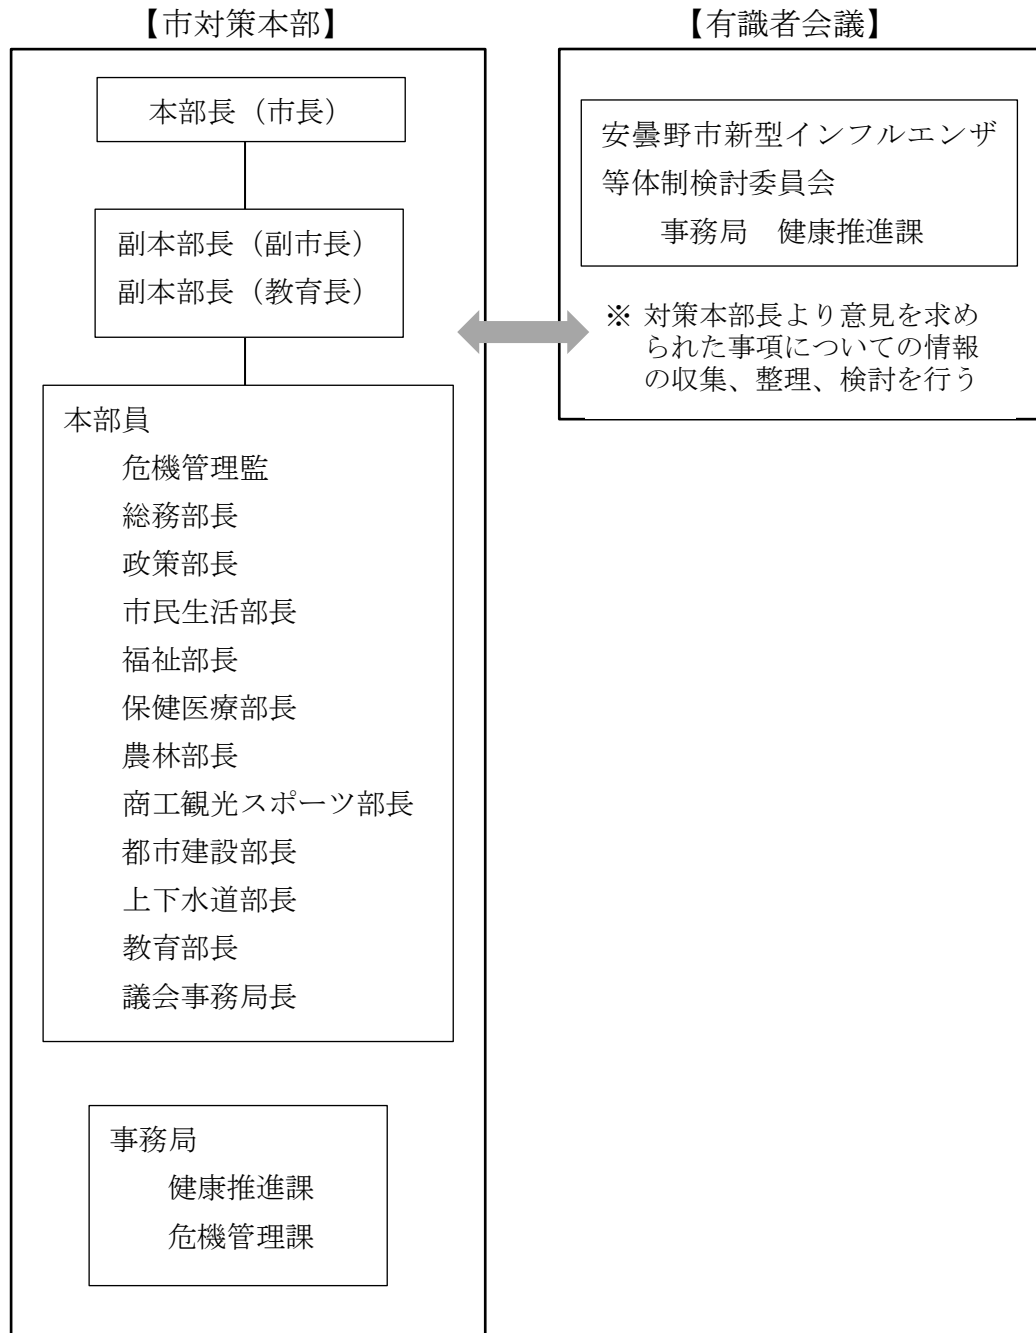 【市対策本部】
本部長（市長）
副本部長（副市長）
副本部長（教育長）
本部員
危機管理監
総務部長
政策部長
市民生活部長
福祉部長
保健医療部長
農林部長
商工観光スポーツ部長
都市建設部長
上下水道部長
教育部長
議会事務局長
事務局
健康推進課
危機管理課
【有識者会議】
安曇野市新型インフルエンザ
等体制検討委員会
事務局　健康推進課
※ 対策本部長より意見を求め
られた事項についての情報
の収集、整理、検討を行う